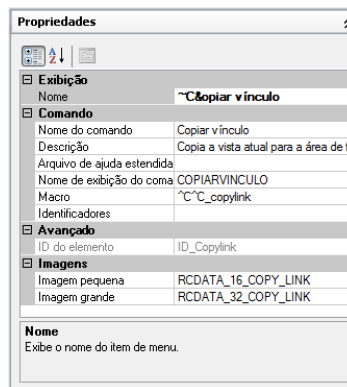 Propriedades
Exibição
Nome ~C&opiar vínculo
Comando
Nome do comando Copiar vínculo
Descrição Copia a vista atual para a área de
Arquivo de ajuda estendida
Nome de exibição do coma COPIARVINCULO
Macro ^C^C_copylink
Identificadores
Avançado
ID do elemento ID_Copylink
Imagens
Imagem pequena RCDATA_16_COPY_LINK
Imagem grande RCDATA_32_COPY_LINK
Nome
Exibe o nome do item de menu.